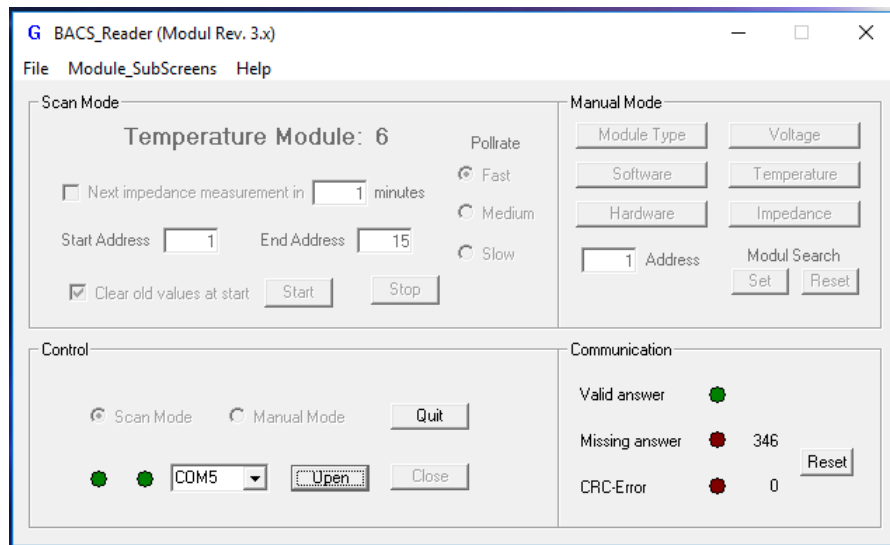 G BACS_Reader (Modul Rev. 3.x)
File Module_SubScreens Help
Scan Mode
Temperature Module: 6
Pollrate
Fast
Next impedance measurement in 1 minutes
Medium
Start Address 1 End Address 15
Slow
Clear old values at start Start Stop
Manual Mode
Module Type Voltage
Software Temperature
Hardware Impedance
1 Address Modul Search
Set Reset
Control
Scan Mode Manual Mode Quit
COM5 Open Close
Communication
Valid answer
Missing answer 346
Reset
CRC-Error 0